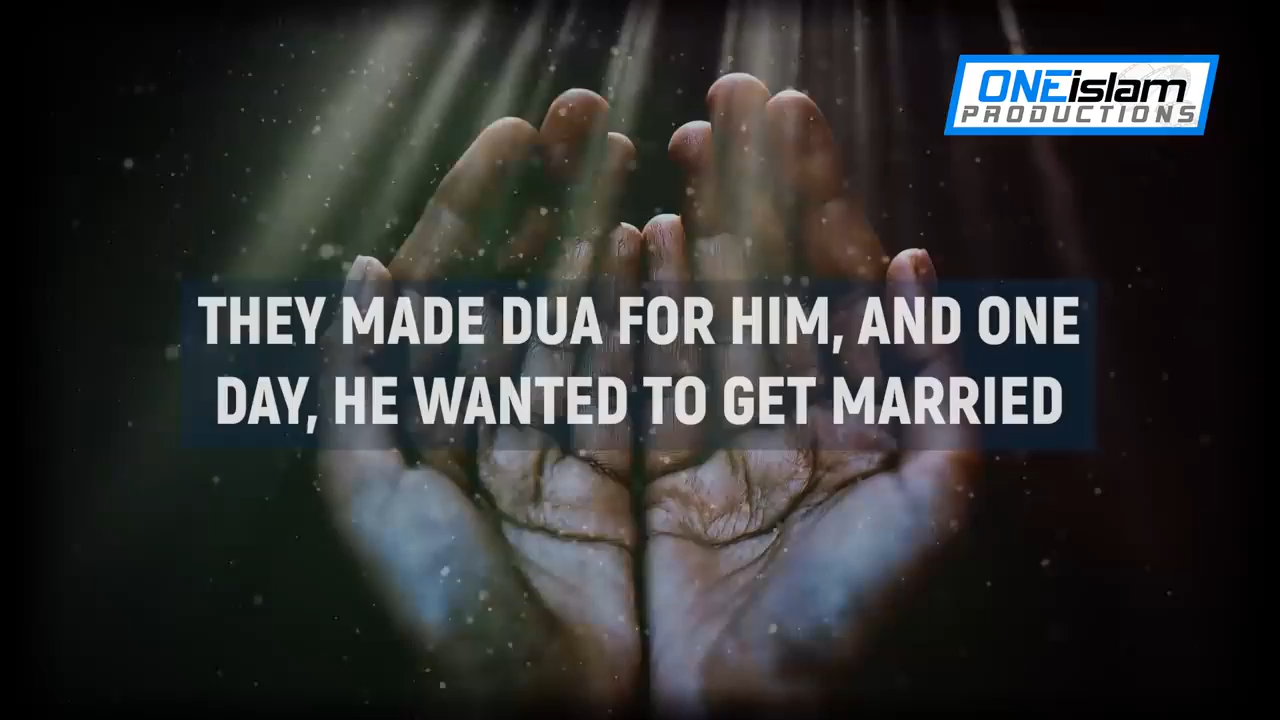 ONEislam
PRODUCTIONS
THEY MADE DUA FOR HIM, AND ONE
DAY, HE WANTED TO GET MARRIED